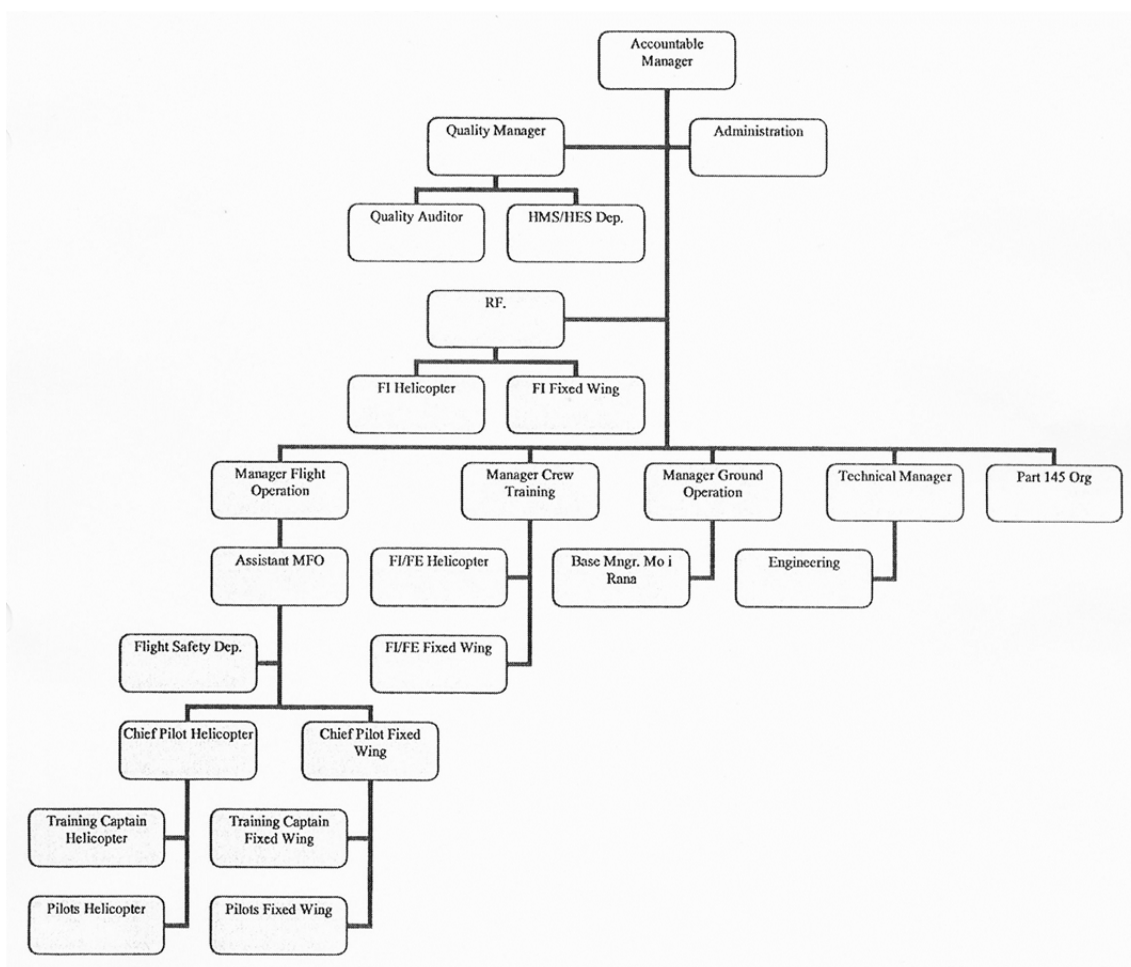 Accountable
Manager
Quality Manager
Administration
Quality Auditor
HMS/HES Dep.
RF.
FI Helicopter
FI Fixed Wing
Manager Flight
Operation
Manager Crew
Training
Manager Ground
Operation
Technical Manager
Part 145 Org
Assistant MFO
FI/FE Helicopter
Base Mngr. Mo i
Rana
Engineering
Flight Safety Dep.
FI/FE Fixed Wing
Chief Pilot Helicopter
Chief Pilot Fixed
Wing
Training Captain
Helicopter
Training Captain
Fixed Wing
Pilots Helicopter
Pilots Fixed Wing